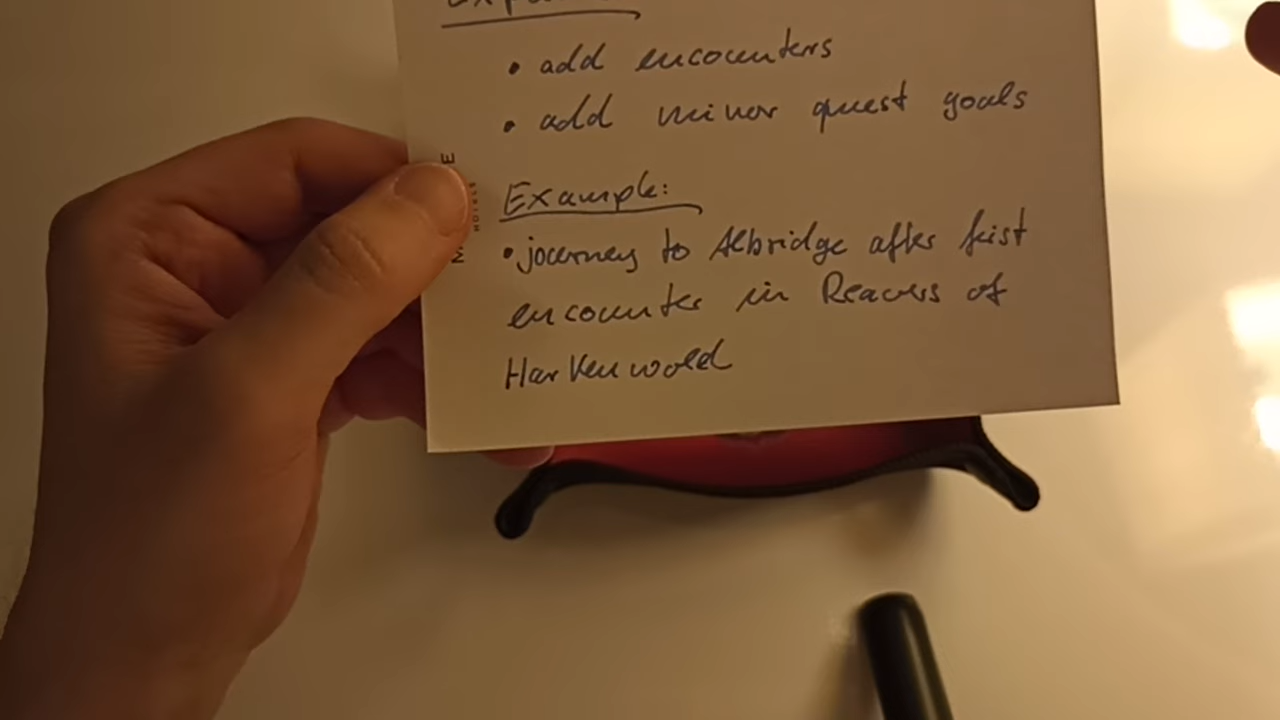 • add encounters
• add minor quest goals
Example:
• journey to Albridge after first
encounter in Reavers of
Harkenwold